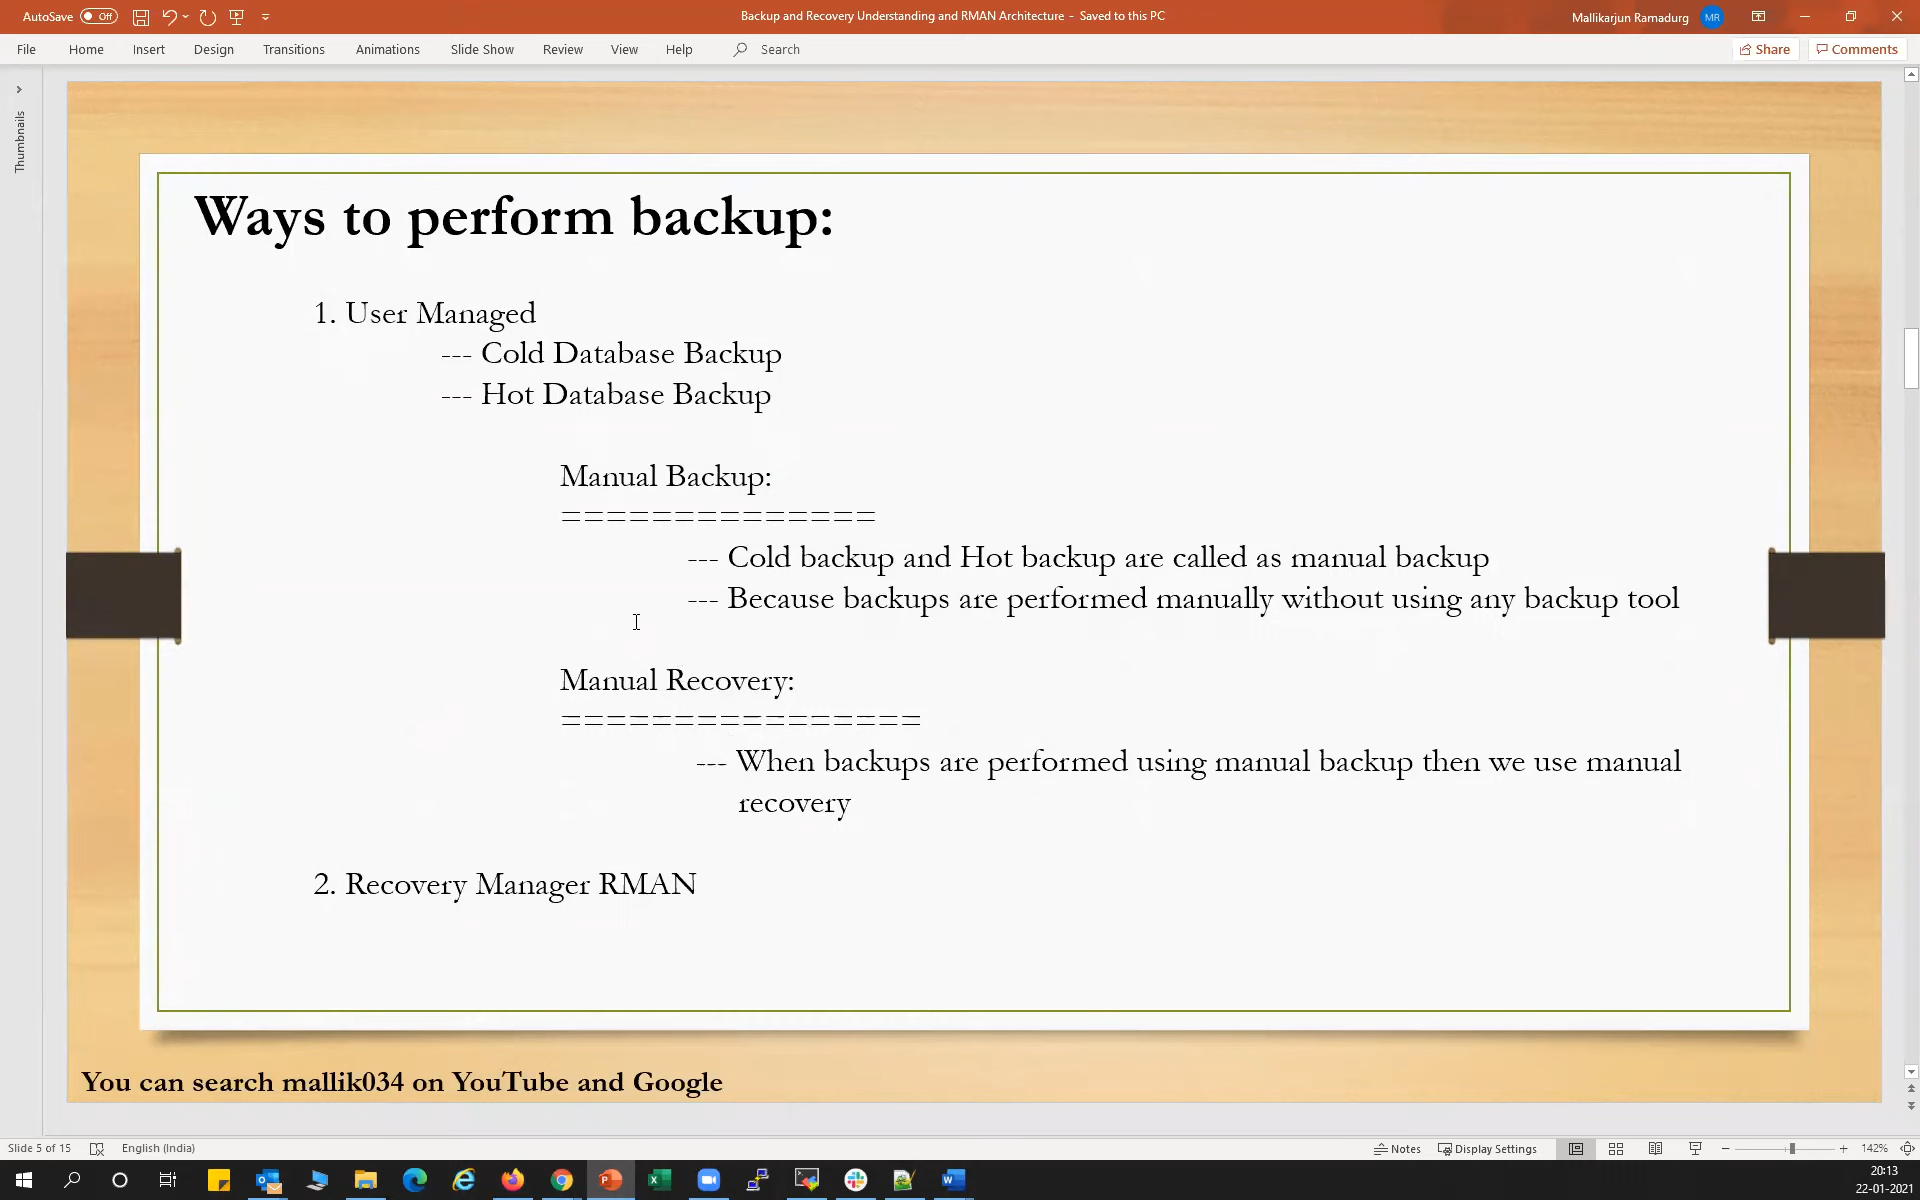 AutoSave Off
Backup and Recovery Understanding and RMAN Architecture - Saved to this PC
Mallikarjun Ramadurg MR
File Home Insert Design Transitions Animations Slide Show Review View Help Search
Share Comments
Thumbnails
Ways to perform backup:
1. User Managed
--- Cold Database Backup
--- Hot Database Backup
Manual Backup:
==============
--- Cold backup and Hot backup are called as manual backup
--- Because backups are performed manually without using any backup tool
Manual Recovery:
================
--- When backups are performed using manual backup then we use manual
recovery
2. Recovery Manager RMAN
You can search mallik034 on YouTube and Google
Slide 5 of 15 English (India) Notes Display Settings 142%
20:13
22-01-2021